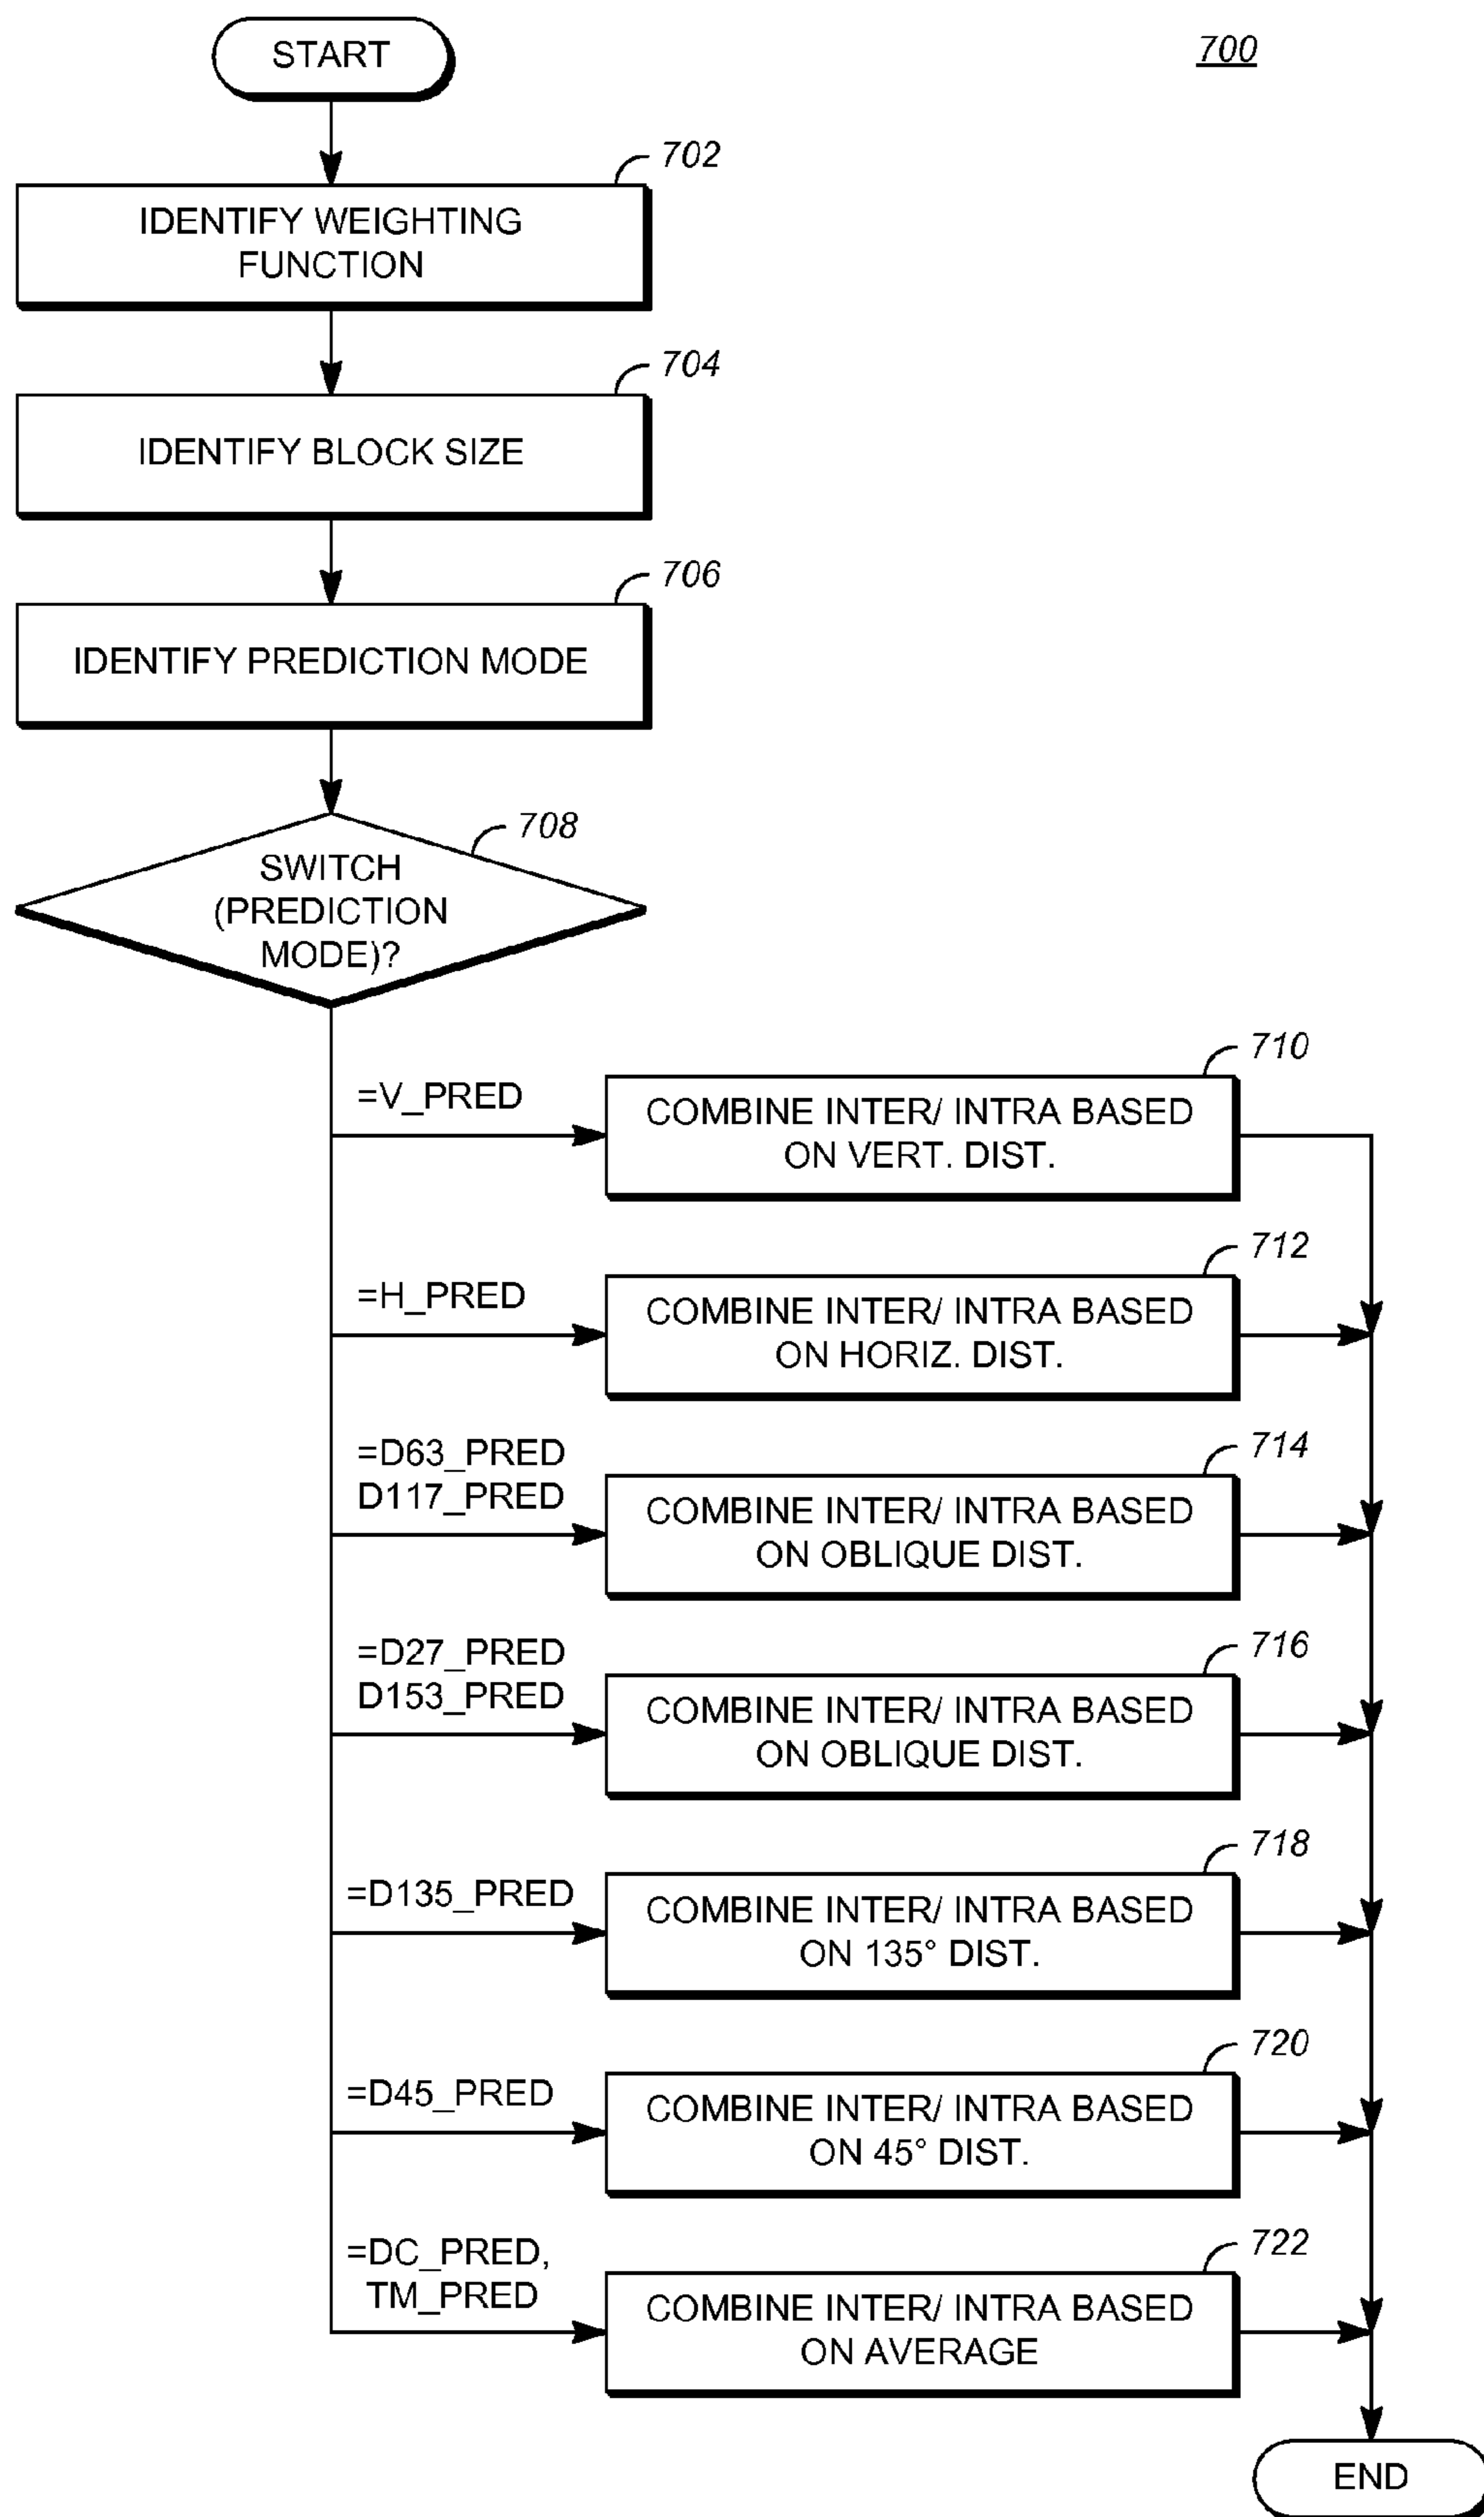 START
700
702
IDENTIFY WEIGHTING
FUNCTION
704
IDENTIFY BLOCK SIZE
706
IDENTIFY PREDICTION MODE
708
SWITCH
(PREDICTION
MODE)?
710
=V_PRED
COMBINE INTER/ INTRA BASED
ON VERT. DIST.
712
=H_PRED
COMBINE INTER/ INTRA BASED
ON HORIZ. DIST.
714
=D63_PRED
D117_PRED
COMBINE INTER/ INTRA BASED
ON OBLIQUE DIST.
716
=D27_PRED
D153_PRED
COMBINE INTER/ INTRA BASED
ON OBLIQUE DIST.
718
=D135_PRED
COMBINE INTER/ INTRA BASED
ON 135° DIST.
720
=D45_PRED
COMBINE INTER/ INTRA BASED
ON 45° DIST.
722
=DC_PRED,
TM_PRED
COMBINE INTER/ INTRA BASED
ON AVERAGE
END